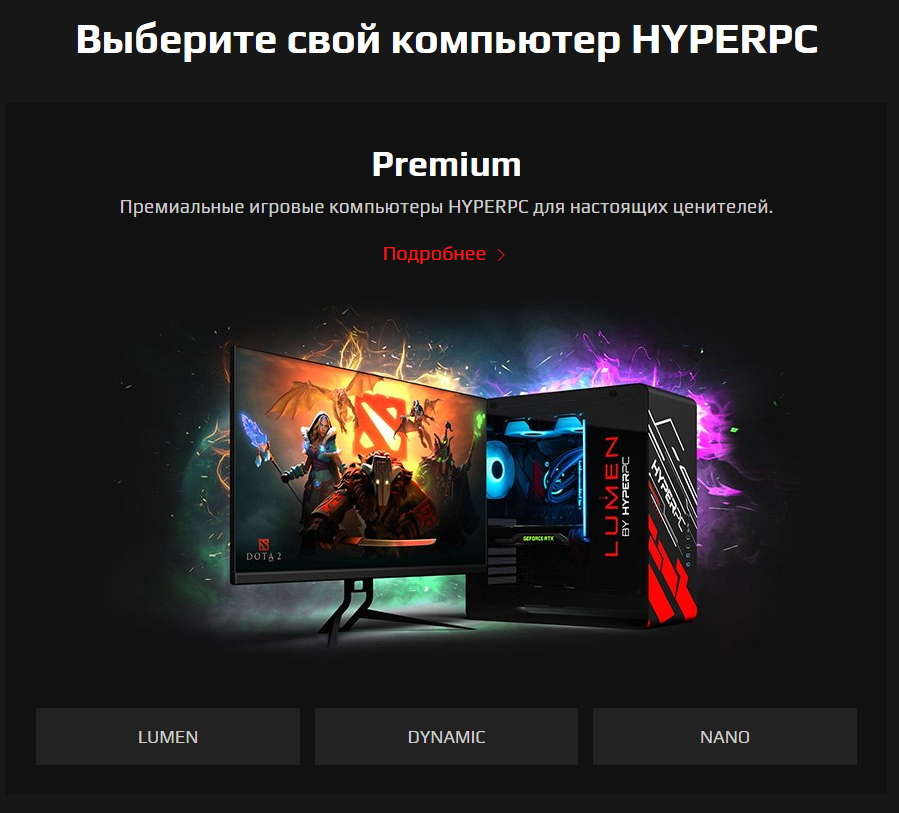 Выберите свой компьютер HYPERPC
Premium
Премиальные игровые компьютеры HYPERPC для настоящих ценителей.
Подробнее
DOTA 2
GEFORCE RTX
LUMEN
BY HYPERPC
HYPERPC
LUMEN
DYNAMIC
NANO